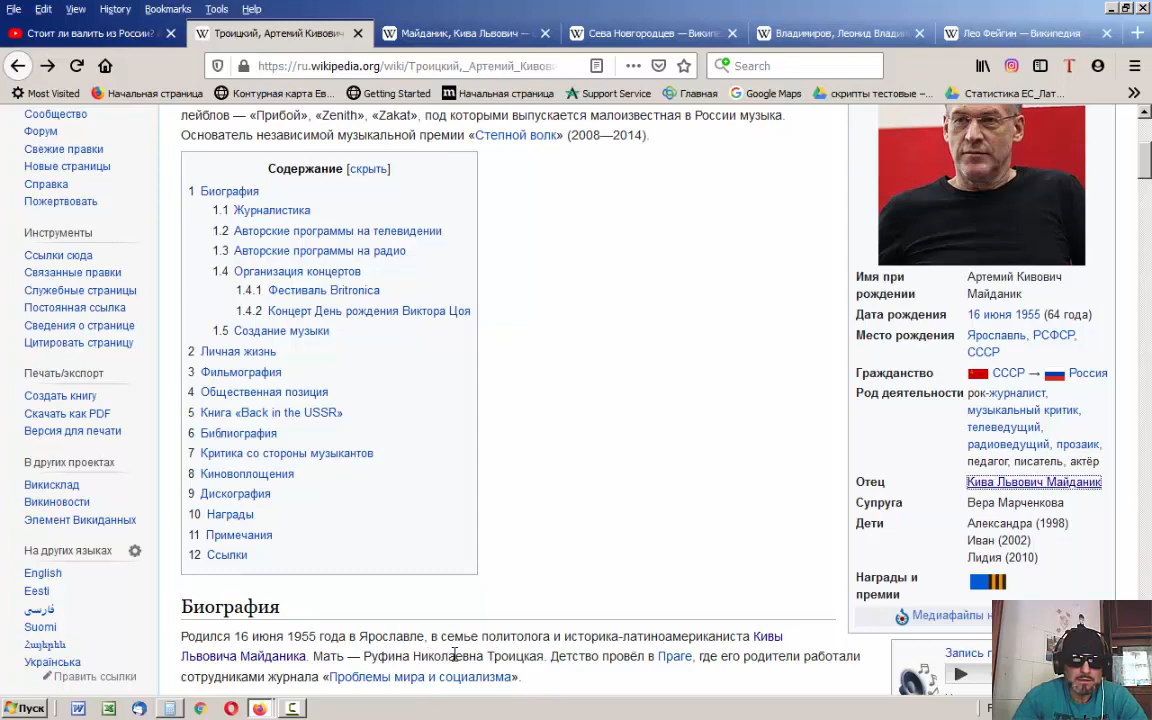 File Edit View History Bookmarks Tools Help
Стоит ли валить из России? Троицкий, Артемий Кивович Майданик, Кива Львович — Сева Новгородцев — Викип Владимиров, Леонид Влади Лео Фейгин — Википедия
https://ru.wikipedia.org/wiki/Троицкий,_Артемий_Кивов Search
Most Visited Начальная страница Контурная карта Ев... Getting Started Начальная страница Support Service Главная Google Maps скрипты тестовые –... Статистика ЕС_Лат...
Сообщество
Форум
Свежие правки
Новые страницы
Справка
Пожертвовать
Инструменты
Ссылки сюда
Связанные правки
Служебные страницы
Постоянная ссылка
Сведения о странице
Цитировать страницу
Печать/экспорт
Создать книгу
Скачать как PDF
Версия для печати
В других проектах
Викисклад
Викиновости
Элемент Викиданных
На других языках
English
Eesti
فارسی
Suomi
Հայերեն
Українська
Править ссылки
лейблов — «Прибой», «Zenith», «Zakat», под которыми выпускается малоизвестная в России музыка.
Основатель независимой музыкальной премии «Степной волк» (2008—2014).
Содержание [скрыть]
1 Биография
1.1 Журналистика
1.2 Авторские программы на телевидении
1.3 Авторские программы на радио
1.4 Организация концертов
1.4.1 Фестиваль Britronica
1.4.2 Концерт День рождения Виктора Цоя
1.5 Создание музыки
2 Личная жизнь
3 Фильмография
4 Общественная позиция
5 Книга «Back in the USSR»
6 Библиография
7 Критика со стороны музыкантов
8 Киновоплощения
9 Дискография
10 Награды
11 Примечания
12 Ссылки
Биография
Родился 16 июня 1955 года в Ярославле, в семье политолога и историка-латиноамериканиста Кивы
Львовича Майданика. Мать — Руфина Николаевна Троицкая. Детство провёл в Праге, где его родители работали
сотрудниками журнала «Проблемы мира и социализма».
Имя при рождении Артемий Кивович Майданик
Дата рождения 16 июня 1955 (64 года)
Место рождения Ярославль, РСФСР, СССР
Гражданство СССР → Россия
Род деятельности рок-журналист,
музыкальный критик,
телеведущий,
радиоведущий, прозаик,
педагог, писатель, актёр
Отец Кива Львович Майданик
Супруга Вера Марченкова
Дети Александра (1998)
Иван (2002)
Лидия (2010)
Награды и премии
Медиафайлы н
Запись г
Пуск